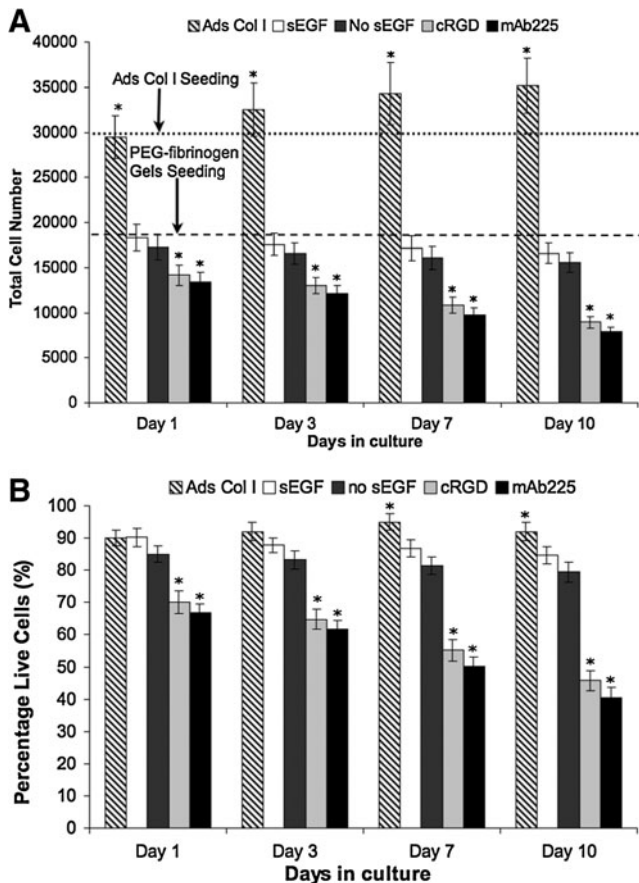 A
Ads Col I sEGF No sEGF cRGD mAb225
40000
35000
30000
25000
20000
15000
10000
5000
0
Total Cell Number
Ads Col I Seeding
PEG-fibrinogen
Gels Seeding
* * * *
* * * * * * * *
Day 1 Day 3 Day 7 Day 10
Days in culture
B
Ads Col I sEGF no sEGF cRGD mAb225
100
90
80
70
60
50
40
30
20
10
0
Percentage Live Cells (%)
* *
* * * * * * * *
Day 1 Day 3 Day 7 Day 10
Days in culture